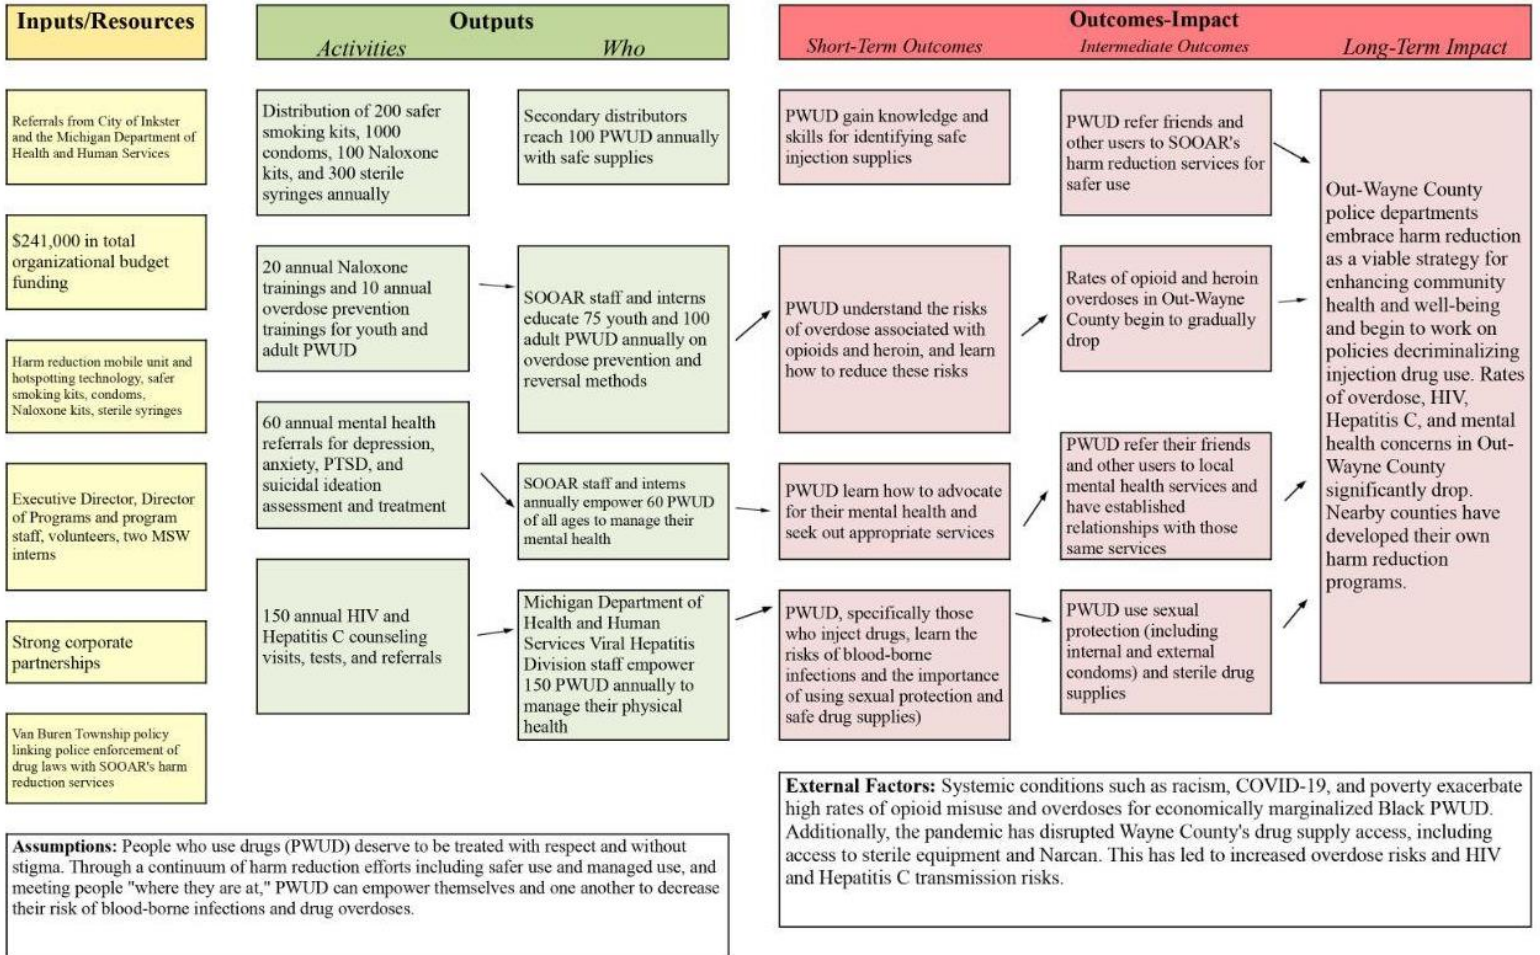 Inputs/Resources
Outputs
Activities
Who
Outcomes-Impact
Short-Term Outcomes
Intermediate Outcomes
Long-Term Impact
Referrals from City of Inkster
and the Michigan Department of
Health and Human Services
$241,000 in total
organizational budget
funding
Harm reduction mobile unit and
hotspotting technology, safer
smoking kits, condoms,
Naloxone kits, sterile syringes
Executive Director, Director
of Programs and program
staff, volunteers, two MSW
interns
Strong corporate
partnerships
Van Buren Township policy
linking police enforcement of
drug laws with SOOAR's harm
reduction services
Distribution of 200 safer
smoking kits, 1000
condoms, 100 Naloxone
kits, and 300 sterile
syringes annually
20 annual Naloxone
trainings and 10 annual
overdose prevention
trainings for youth and
adult PWUD
60 annual mental health
referrals for depression,
anxiety, PTSD, and
suicidal ideation
assessment and treatment
150 annual HIV and
Hepatitis C counseling
visits, tests, and referrals
Secondary distributors
reach 100 PWUD annually
with safe supplies
SOOAR staff and interns
educate 75 youth and 100
adult PWUD annually on
overdose prevention and
reversal methods
SOOAR staff and interns
annually empower 60 PWUD
of all ages to manage their
mental health
Michigan Department of
Health and Human
Services Viral Hepatitis
Division staff empower
150 PWUD annually to
manage their physical
health
PWUD gain knowledge and
skills for identifying safe
injection supplies
PWUD understand the risks
of overdose associated with
opioids and heroin, and learn
how to reduce these risks
PWUD learn how to advocate
for their mental health and
seek out appropriate services
PWUD, specifically those
who inject drugs, learn the
risks of blood-borne
infections and the importance
of using sexual protection and
safe drug supplies)
PWUD refer friends and
other users to SOOAR's
harm reduction services for
safer use
Rates of opioid and heroin
overdoses in Out-Wayne
County begin to gradually
drop
PWUD refer their friends
and other users to local
mental health services and
have established
relationships with those
same services
PWUD use sexual
protection (including
internal and external
condoms) and sterile drug
supplies
Out-Wayne County
police departments
embrace harm reduction
as a viable strategy for
enhancing community
health and well-being
and begin to work on
policies decriminalizing
injection drug use. Rates
of overdose, HIV,
Hepatitis C, and mental
health concerns in Out-
Wayne County
significantly drop.
Nearby counties have
developed their own
harm reduction
programs.
Assumptions: People who use drugs (PWUD) deserve to be treated with respect and without
stigma. Through a continuum of harm reduction efforts including safer use and managed use, and
meeting people "where they are at," PWUD can empower themselves and one another to decrease
their risk of blood-borne infections and drug overdoses.
External Factors: Systemic conditions such as racism, COVID-19, and poverty exacerbate
high rates of opioid misuse and overdoses for economically marginalized Black PWUD.
Additionally, the pandemic has disrupted Wayne County's drug supply access, including
access to sterile equipment and Narcan. This has led to increased overdose risks and HIV
and Hepatitis C transmission risks.